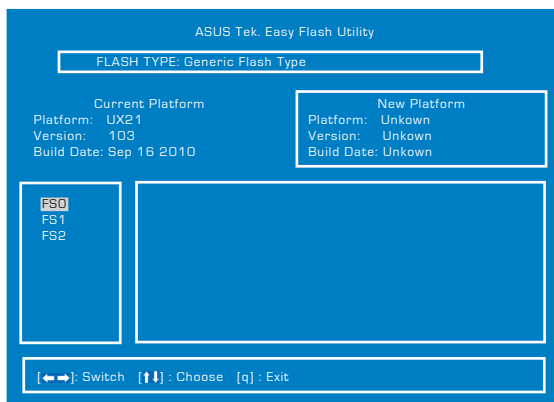 ASUS Tek. Easy Flash Utility
FLASH TYPE: Generic Flash Type
Current Platform
Platform: UX21
Version: 103
Build Date: Sep 16 2010
New Platform
Platform: Unkown
Version: Unkown
Build Date: Unkown
FS0
FS1
FS2
[←→]: Switch [↑↓] : Choose [q] : Exit